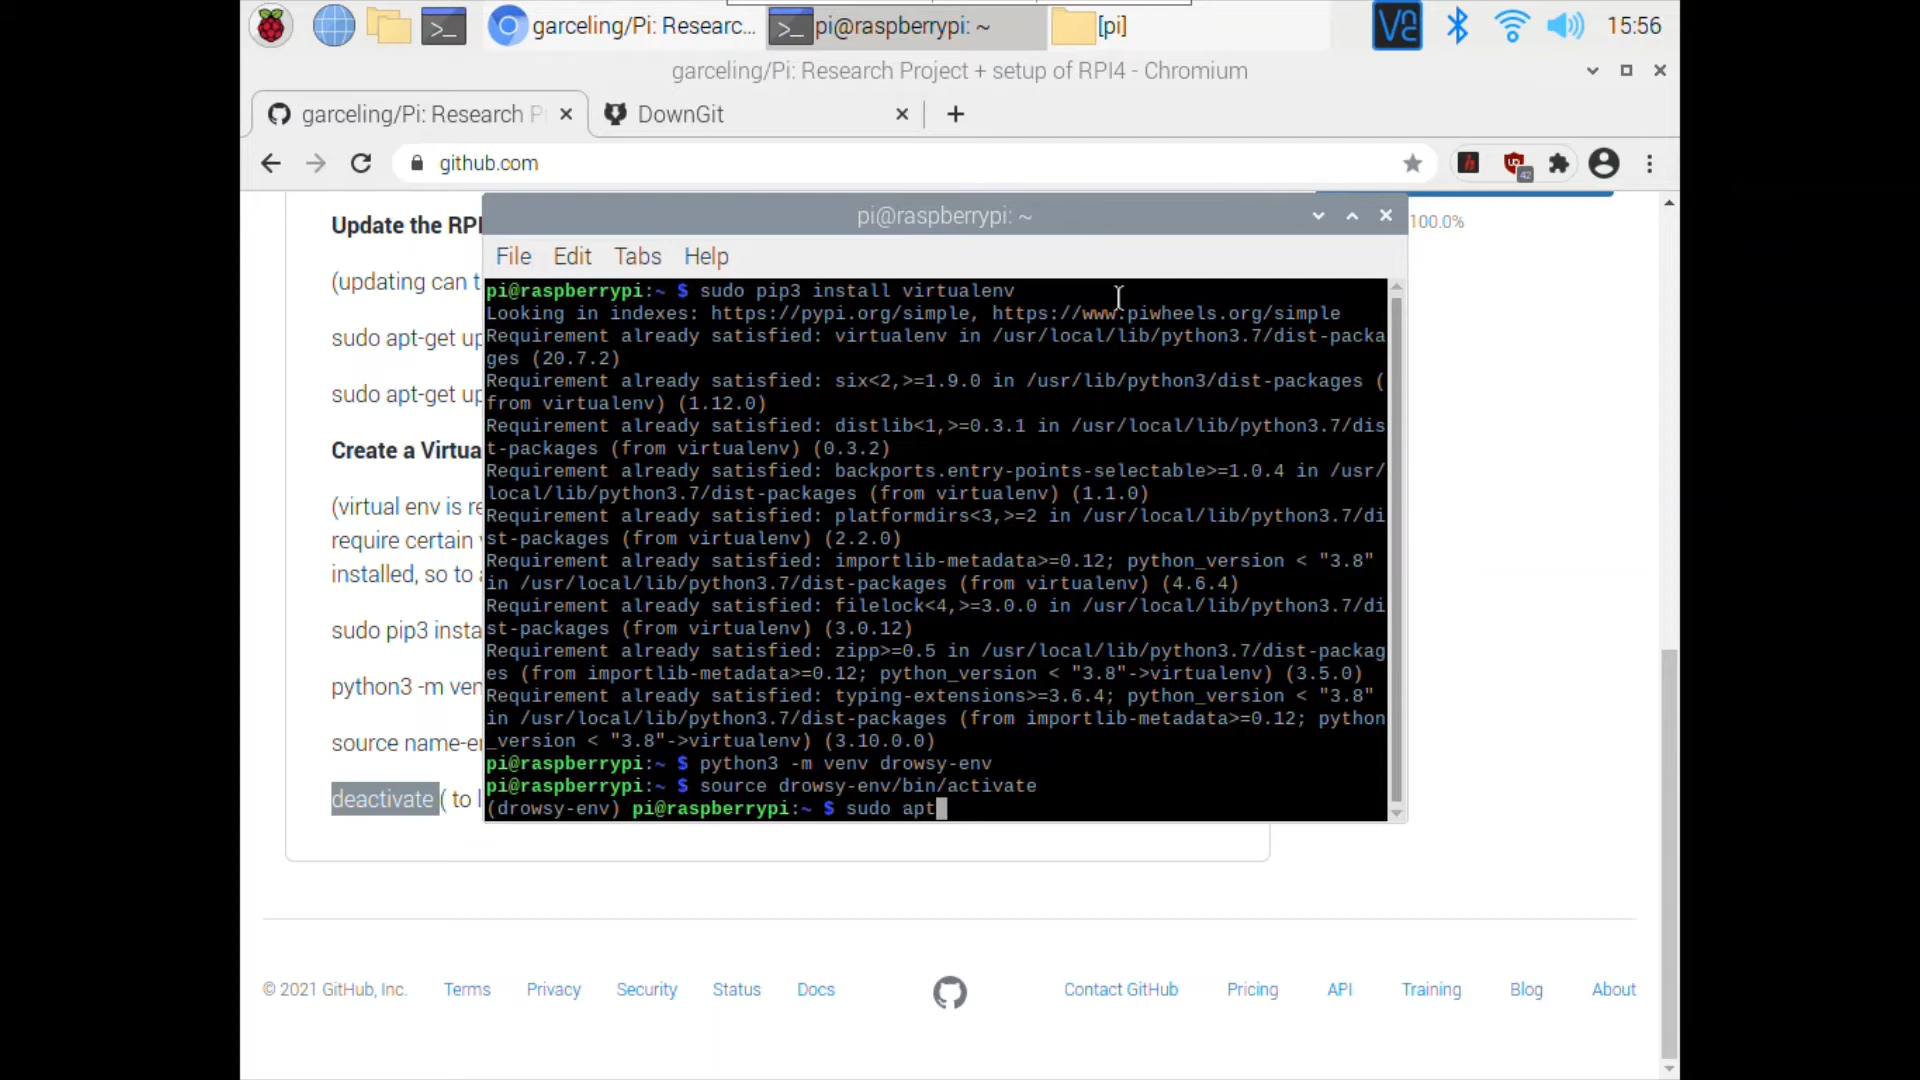 garceling/Pi: Researc...
pi@raspberrypi: ~
[pi]
15:56
garceling/Pi: Research Project + setup of RPI4 - Chromium
garceling/Pi: Research P
DownGit
github.com
42
Update the RPI
100.0%
(updating can t
sudo apt-get up
sudo apt-get up
Create a Virtua
(virtual env is re
require certain
installed, so to
sudo pip3 insta
python3 -m ven
source name-e
deactivate ( to l
pi@raspberrypi: ~
File Edit Tabs Help
pi@raspberrypi:~ $ sudo pip3 install virtualenv
Looking in indexes: https://pypi.org/simple, https://www.piwheels.org/simple
Requirement already satisfied: virtualenv in /usr/local/lib/python3.7/dist-packa
ges (20.7.2)
Requirement already satisfied: six<2,>=1.9.0 in /usr/lib/python3/dist-packages (
from virtualenv) (1.12.0)
Requirement already satisfied: distlib<1,>=0.3.1 in /usr/local/lib/python3.7/dis
t-packages (from virtualenv) (0.3.2)
Requirement already satisfied: backports.entry-points-selectable>=1.0.4 in /usr/
local/lib/python3.7/dist-packages (from virtualenv) (1.1.0)
Requirement already satisfied: platformdirs<3,>=2 in /usr/local/lib/python3.7/di
st-packages (from virtualenv) (2.2.0)
Requirement already satisfied: importlib-metadata>=0.12; python_version < "3.8"
in /usr/local/lib/python3.7/dist-packages (from virtualenv) (4.6.4)
Requirement already satisfied: filelock<4,>=3.0.0 in /usr/local/lib/python3.7/di
st-packages (from virtualenv) (3.0.12)
Requirement already satisfied: zipp>=0.5 in /usr/local/lib/python3.7/dist-packag
es (from importlib-metadata>=0.12; python_version < "3.8"->virtualenv) (3.5.0)
Requirement already satisfied: typing-extensions>=3.6.4; python_version < "3.8"
in /usr/local/lib/python3.7/dist-packages (from importlib-metadata>=0.12; python
_version < "3.8"->virtualenv) (3.10.0.0)
pi@raspberrypi:~ $ python3 -m venv drowsy-env
pi@raspberrypi:~ $ source drowsy-env/bin/activate
(drowsy-env) pi@raspberrypi:~ $ sudo apt
© 2021 GitHub, Inc. Terms Privacy Security Status Docs Contact GitHub Pricing API Training Blog About